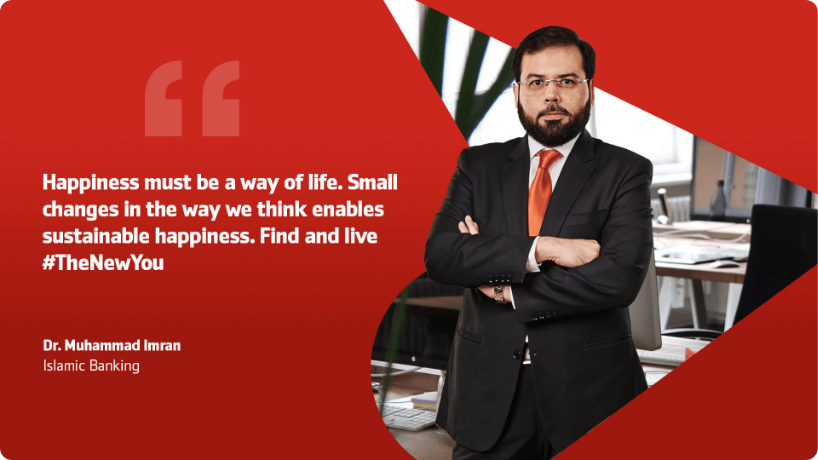 Happiness must be a way of life. Small
changes in the way we think enables
sustainable happiness. Find and live
#TheNewYou
Dr. Muhammad Imran
Islamic Banking